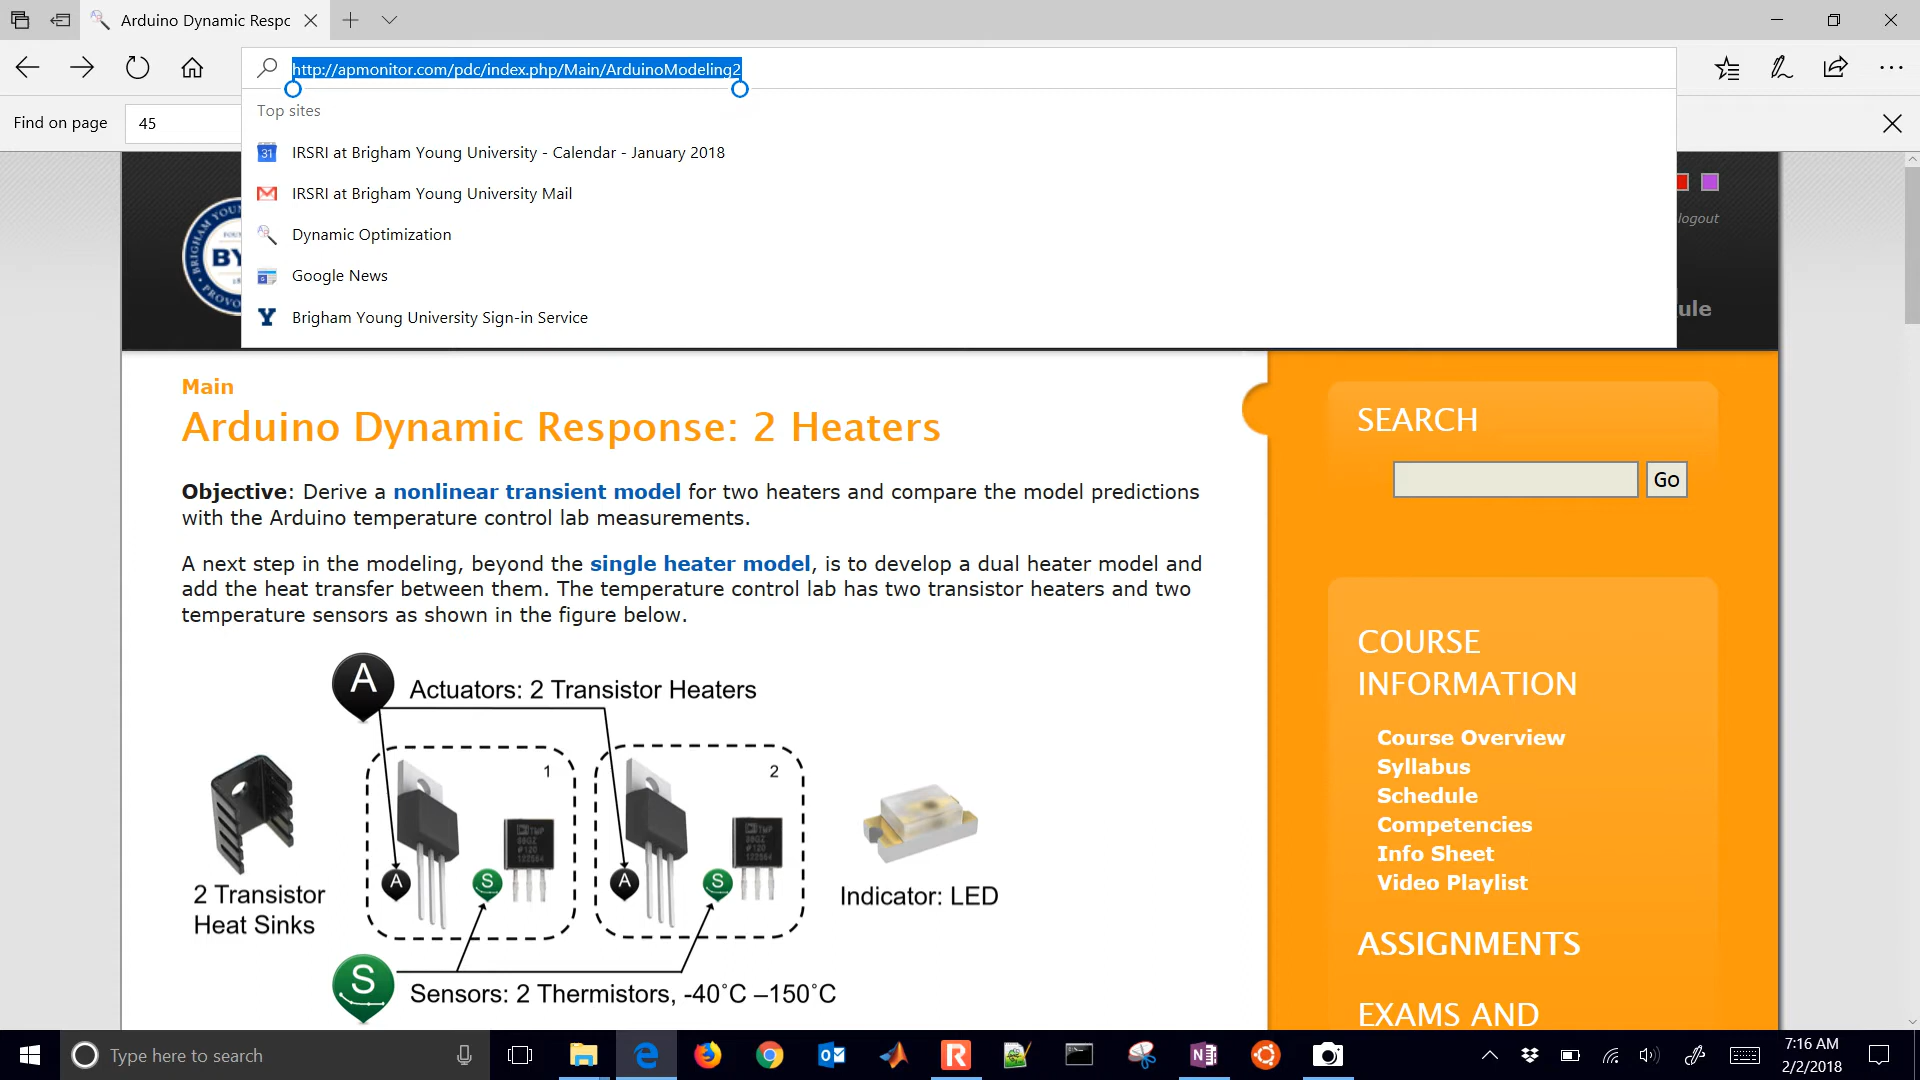 Arduino Dynamic Respc
http://apmonitor.com/pdc/index.php/Main/ArduinoModeling2
Find on page
45
Top sites
31
IRSRI at Brigham Young University - Calendar - January 2018
IRSRI at Brigham Young University Mail
Dynamic Optimization
Google News
Y
Brigham Young University Sign-in Service
BY
logout
ule
Main
Arduino Dynamic Response: 2 Heaters
Objective: Derive a nonlinear transient model for two heaters and compare the model predictions
with the Arduino temperature control lab measurements.
A next step in the modeling, beyond the single heater model, is to develop a dual heater model and
add the heat transfer between them. The temperature control lab has two transistor heaters and two
temperature sensors as shown in the figure below.
A
Actuators: 2 Transistor Heaters
1
2
A
S
A
S
2 Transistor
Heat Sinks
Indicator: LED
S
Sensors: 2 Thermistors, -40˚C –150˚C
SEARCH
Go
COURSE
INFORMATION
Course Overview
Syllabus
Schedule
Competencies
Info Sheet
Video Playlist
ASSIGNMENTS
EXAMS AND
Type here to search
7:16 AM
2/2/2018